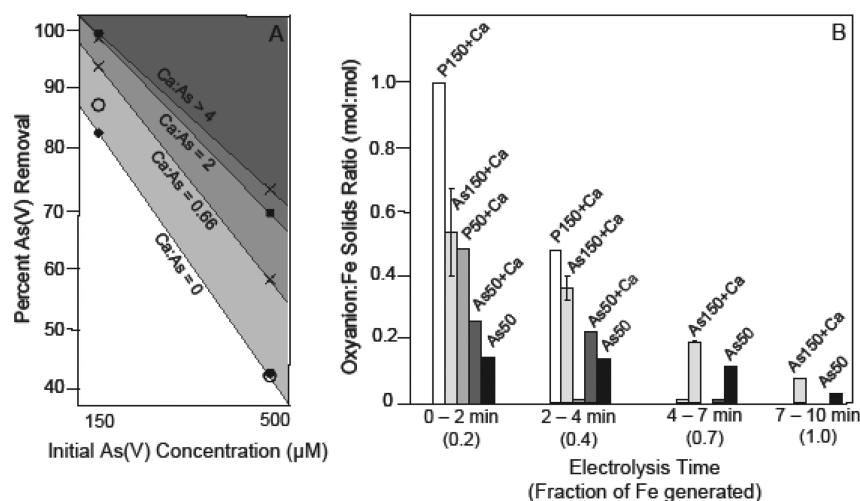 A
100
90
80
70
60
50
40
Percent As(V) Removal
Ca:As > 4
Ca:As = 2
Ca:As = 0.66
Ca:As = 0
150
500
Initial As(V) Concentration (µM)
B
Oxyanion:Fe Solids Ratio (mol:mol)
1.0
0.8
0.6
0.4
0.2
0
P150+Ca
As150+Ca
P50+Ca
As50+Ca
As50
P150+Ca
As150+Ca
As50+Ca
As50
As150+Ca
As50
As150+Ca
As50
0 – 2 min
(0.2)
2 – 4 min
(0.4)
4 – 7 min
(0.7)
7 – 10 min
(1.0)
Electrolysis Time
(Fraction of Fe generated)